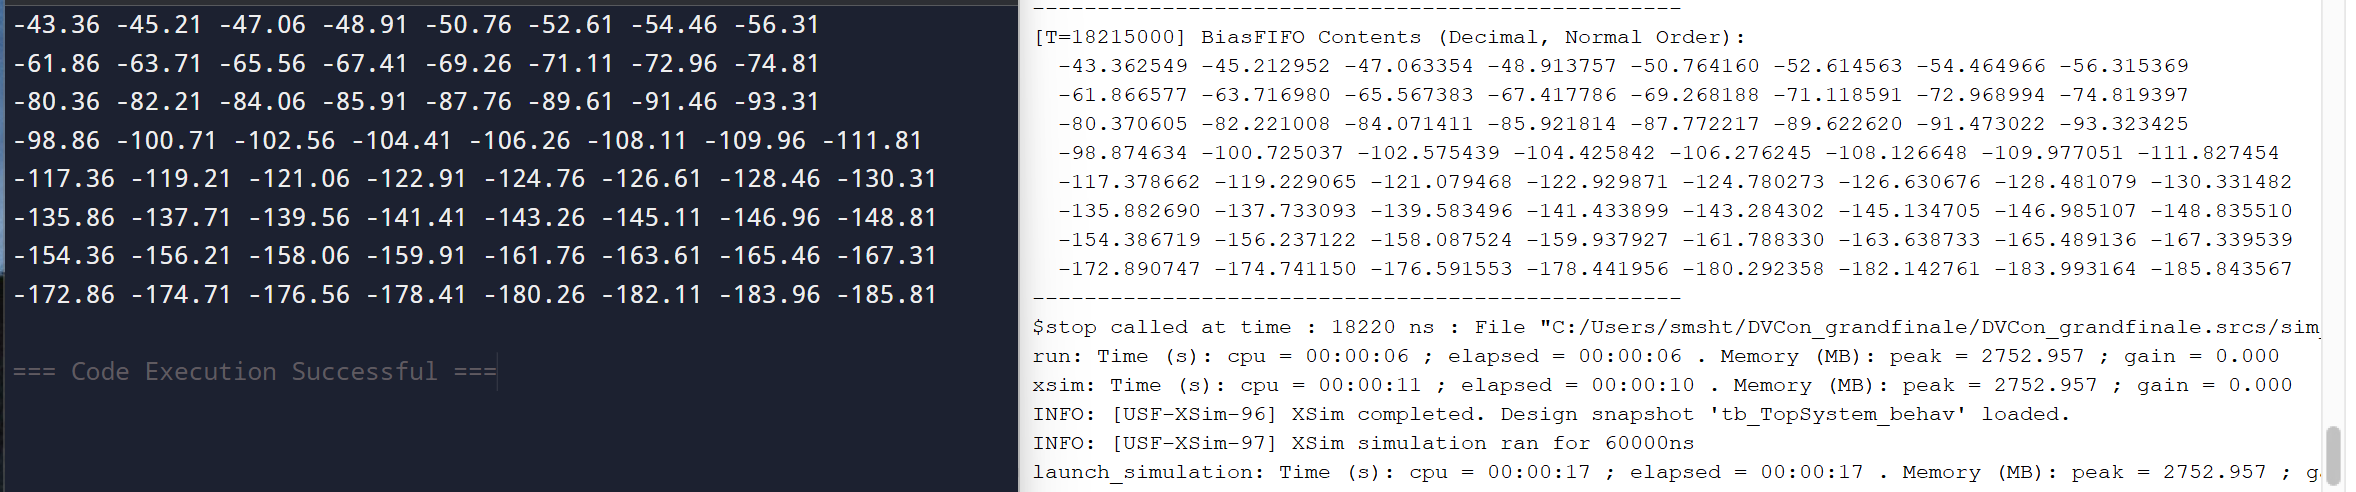 -43.36 -45.21 -47.06 -48.91 -50.76 -52.61 -54.46 -56.31
-61.86 -63.71 -65.56 -67.41 -69.26 -71.11 -72.96 -74.81
-80.36 -82.21 -84.06 -85.91 -87.76 -89.61 -91.46 -93.31
-98.86 -100.71 -102.56 -104.41 -106.26 -108.11 -109.96 -111.81
-117.36 -119.21 -121.06 -122.91 -124.76 -126.61 -128.46 -130.31
-135.86 -137.71 -139.56 -141.41 -143.26 -145.11 -146.96 -148.81
-154.36 -156.21 -158.06 -159.91 -161.76 -163.61 -165.46 -167.31
-172.86 -174.71 -176.56 -178.41 -180.26 -182.11 -183.96 -185.81
=== Code Execution Successful ===
--------------------------------------------------
[T=18215000] BiasFIFO Contents (Decimal, Normal Order):
-43.362549 -45.212952 -47.063354 -48.913757 -50.764160 -52.614563 -54.464966 -56.315369
-61.866577 -63.716980 -65.567383 -67.417786 -69.268188 -71.118591 -72.968994 -74.819397
-80.370605 -82.221008 -84.071411 -85.921814 -87.772217 -89.622620 -91.473022 -93.323425
-98.874634 -100.725037 -102.575439 -104.425842 -106.276245 -108.126648 -109.977051 -111.827454
-117.378662 -119.229065 -121.079468 -122.929871 -124.780273 -126.630676 -128.481079 -130.331482
-135.882690 -137.733093 -139.583496 -141.433899 -143.284302 -145.134705 -146.985107 -148.835510
-154.386719 -156.237122 -158.087524 -159.937927 -161.788330 -163.638733 -165.489136 -167.339539
-172.890747 -174.741150 -176.591553 -178.441956 -180.292358 -182.142761 -183.993164 -185.843567
--------------------------------------------------
$stop called at time : 18220 ns : File "C:/Users/smsht/DVCon_grandfinale/DVCon_grandfinale.srcs/sim_
run: Time (s): cpu = 00:00:06 ; elapsed = 00:00:06 . Memory (MB): peak = 2752.957 ; gain = 0.000
xsim: Time (s): cpu = 00:00:11 ; elapsed = 00:00:10 . Memory (MB): peak = 2752.957 ; gain = 0.000
INFO: [USF-XSim-96] XSim completed. Design snapshot 'tb_TopSystem_behav' loaded.
INFO: [USF-XSim-97] XSim simulation ran for 60000ns
launch_simulation: Time (s): cpu = 00:00:17 ; elapsed = 00:00:17 . Memory (MB): peak = 2752.957 ; g